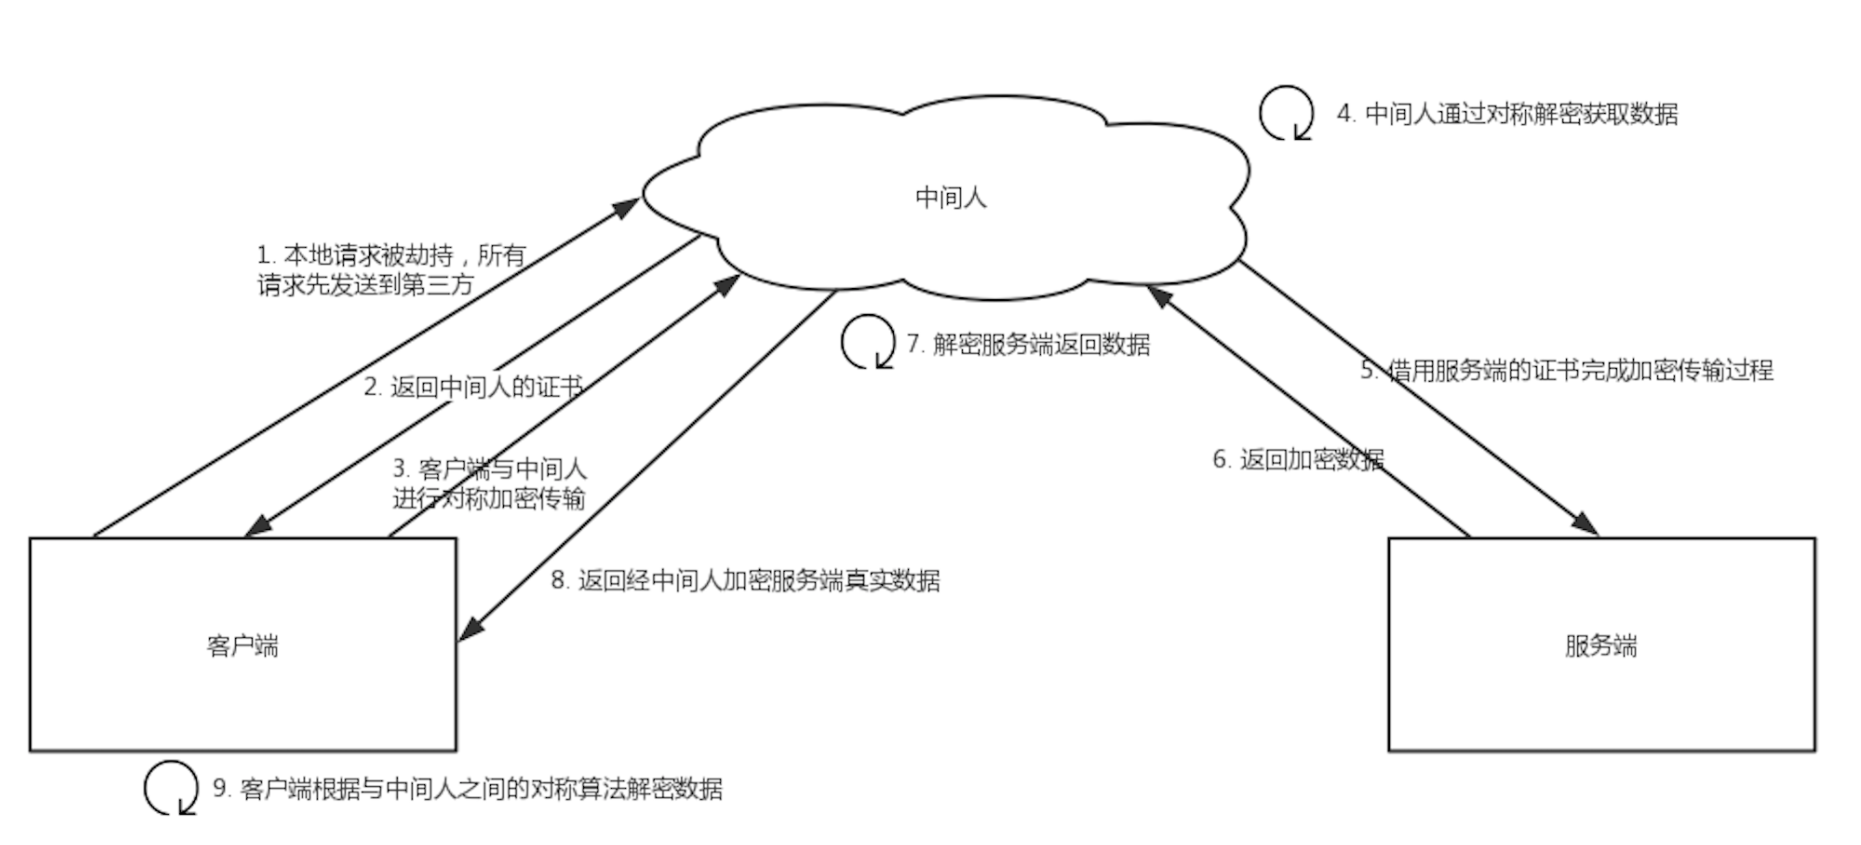 4. 中间人通过对称解密获取数据
中间人
1. 本地请求被劫持，所有
请求先发送到第三方
7. 解密服务端返回数据
5. 借用服务端的证书完成加密传输过程
2. 返回中间人的证书
3. 客户端与中间人
进行对称加密传输
6. 返回加密数据
8. 返回经中间人加密服务端真实数据
客户端
服务端
9. 客户端根据与中间人之间的对称算法解密数据